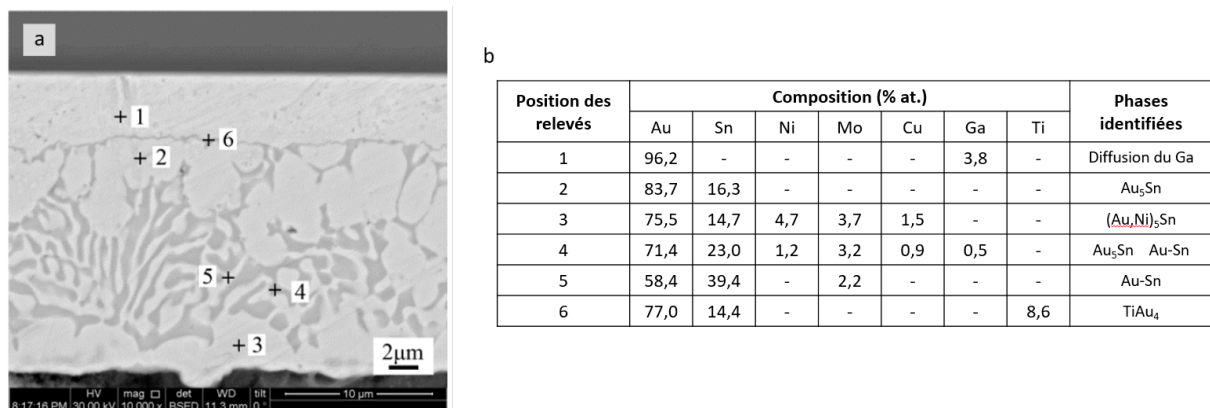 a
1
6
2
5
4
3
2µm
HV mag □ det WD tilt 10 µm
8:17:16 PM 30.00 kV 10 000 x BSED 11.3 mm 0 °
b
Position des relevés Composition (% at.) Phases identifiées
Au Sn Ni Mo Cu Ga Ti
1 96,2 - - - - 3,8 - Diffusion du Ga
2 83,7 16,3 - - - - - Au₅Sn
3 75,5 14,7 4,7 3,7 1,5 - - (Au,Ni)₅Sn
4 71,4 23,0 1,2 3,2 0,9 0,5 - Au₅Sn Au-Sn
5 58,4 39,4 - 2,2 - - - Au-Sn
6 77,0 14,4 - - - - 8,6 TiAu₄